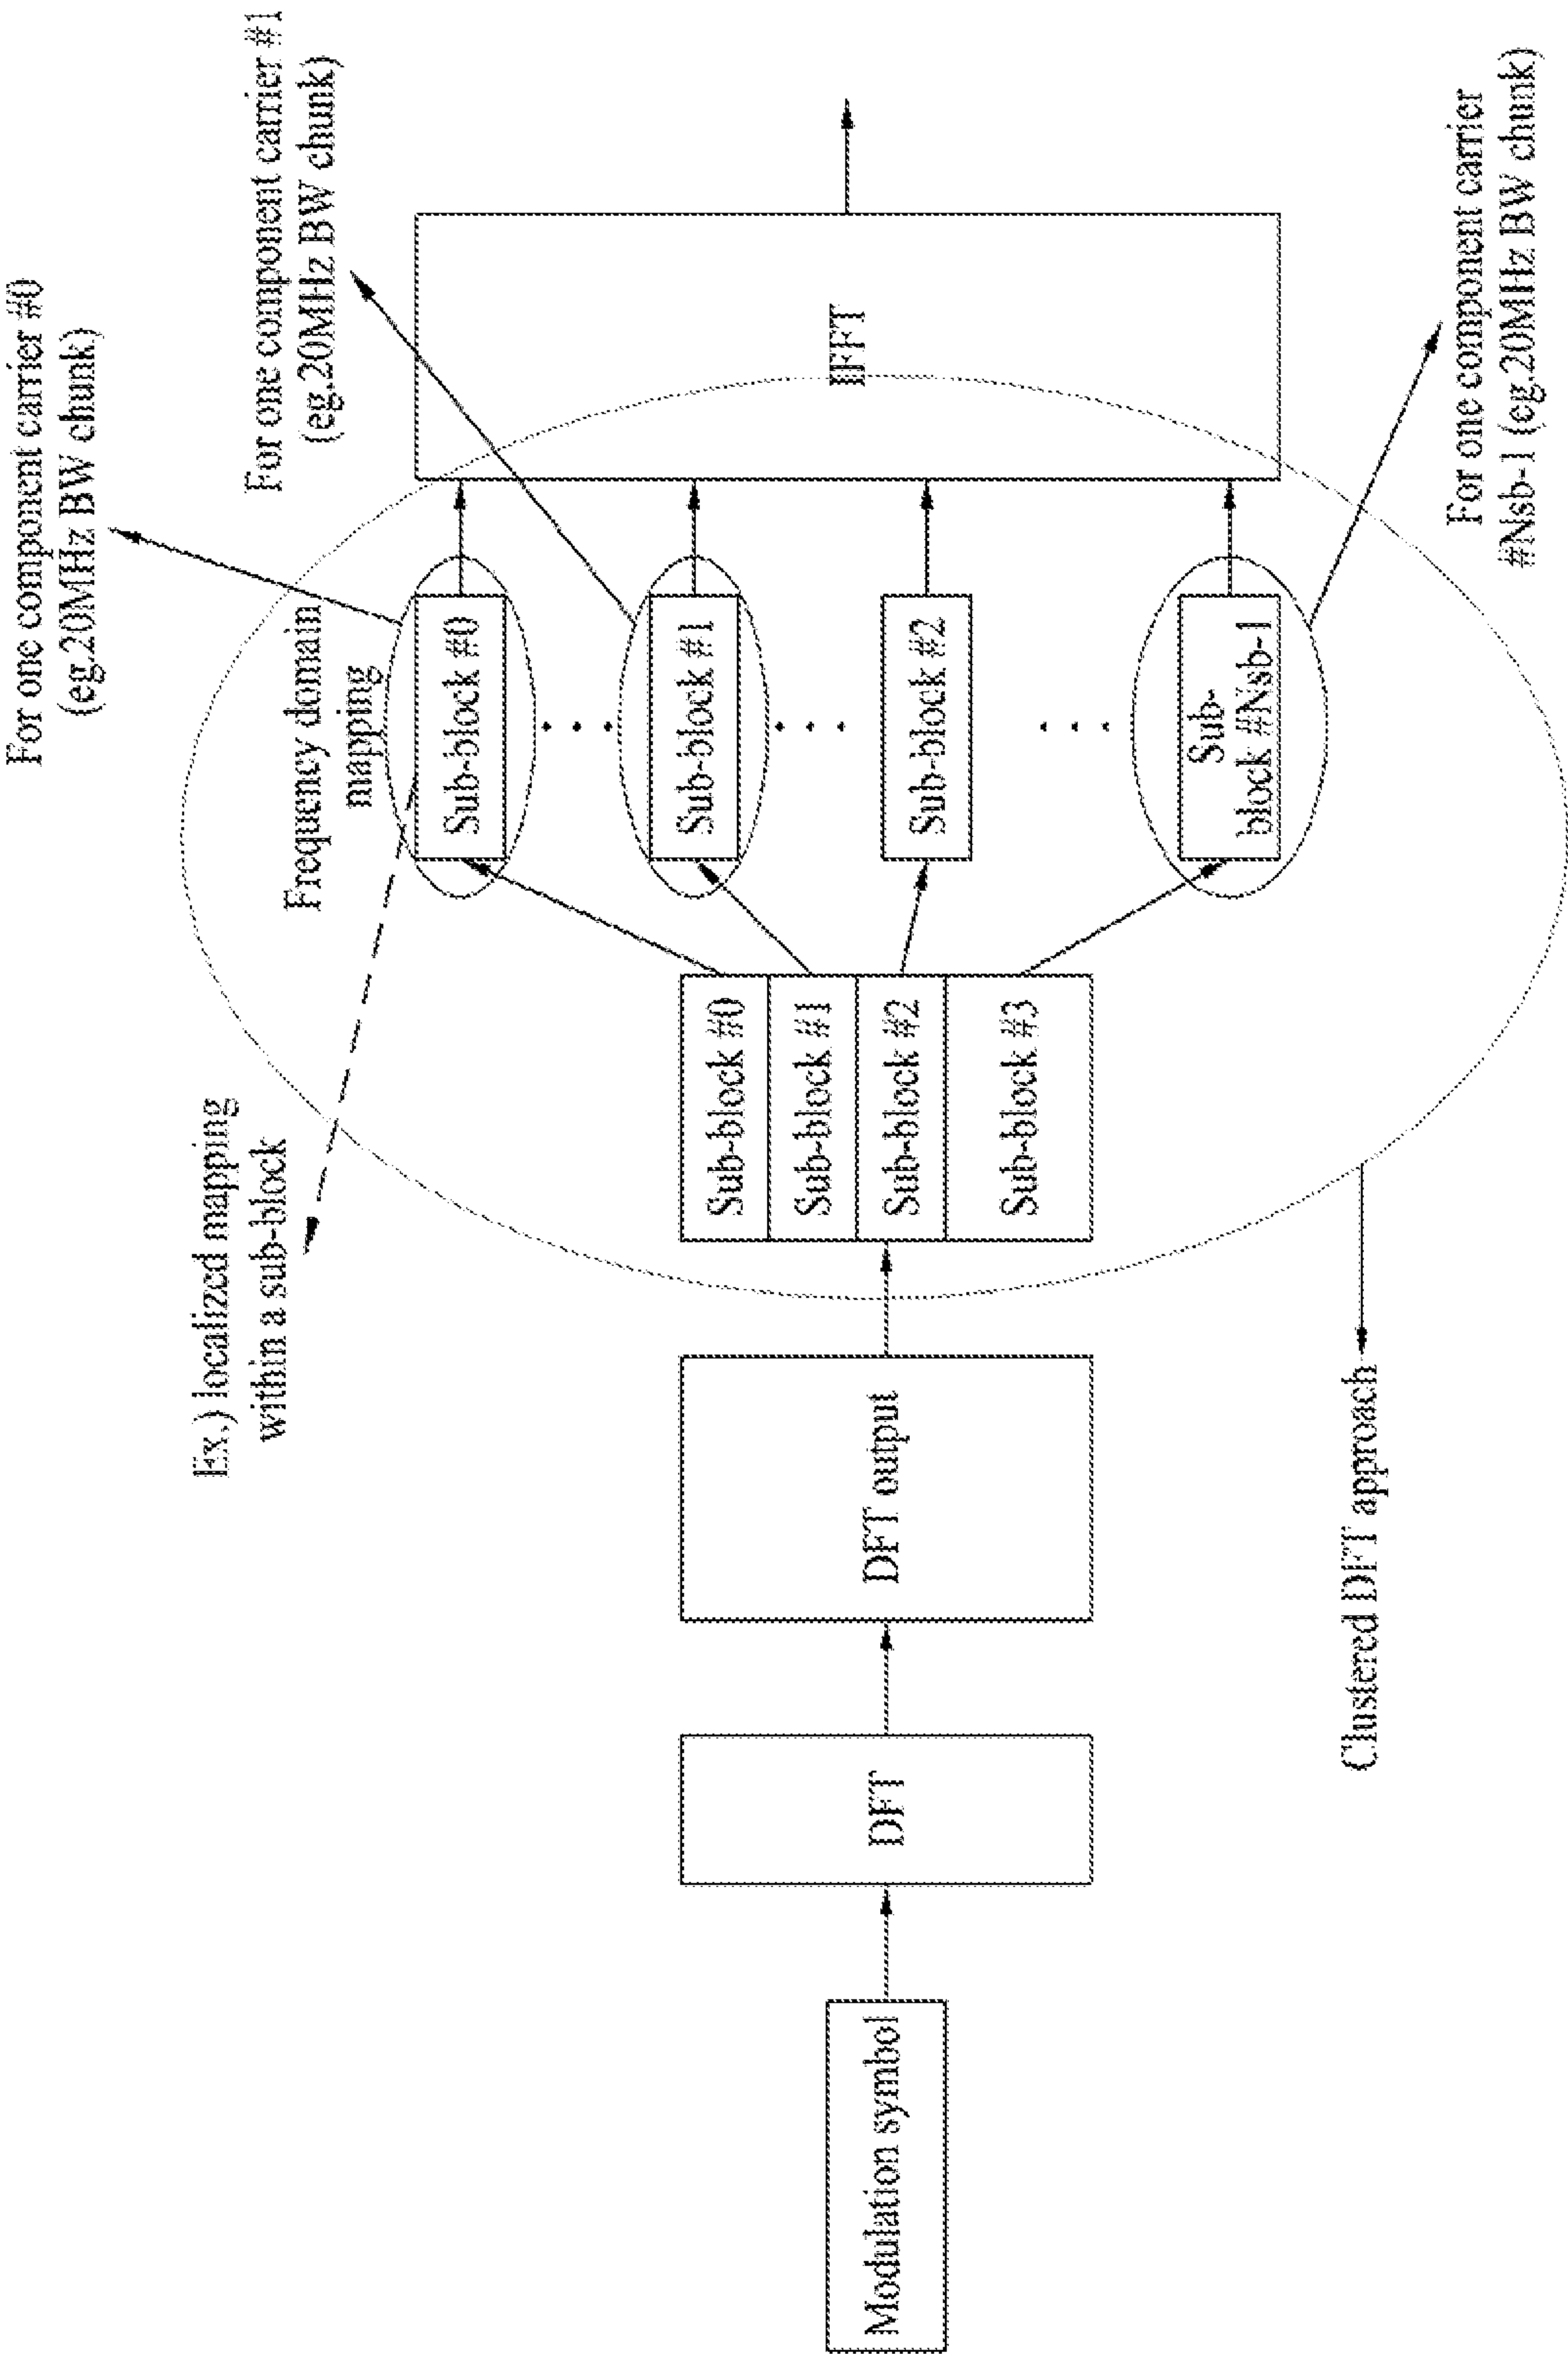 For one component carrier #0
(eg.20MHz BW chunk)
For one component carrier #1
(eg.20MHz BW chunk)
Ex.) localized mapping
within a sub-block
Frequency domain
mapping
Modulation symbol
DFT
DFT output
Sub-block #0
Sub-block #1
Sub-block #2
Sub-block #3
Sub-block #0
Sub-block #1
Sub-block #2
Sub-
block #Nsb-1
IFFT
Clustered DFT approach
For one component carrier
#Nsb-1 (eg.20MHz BW chunk)